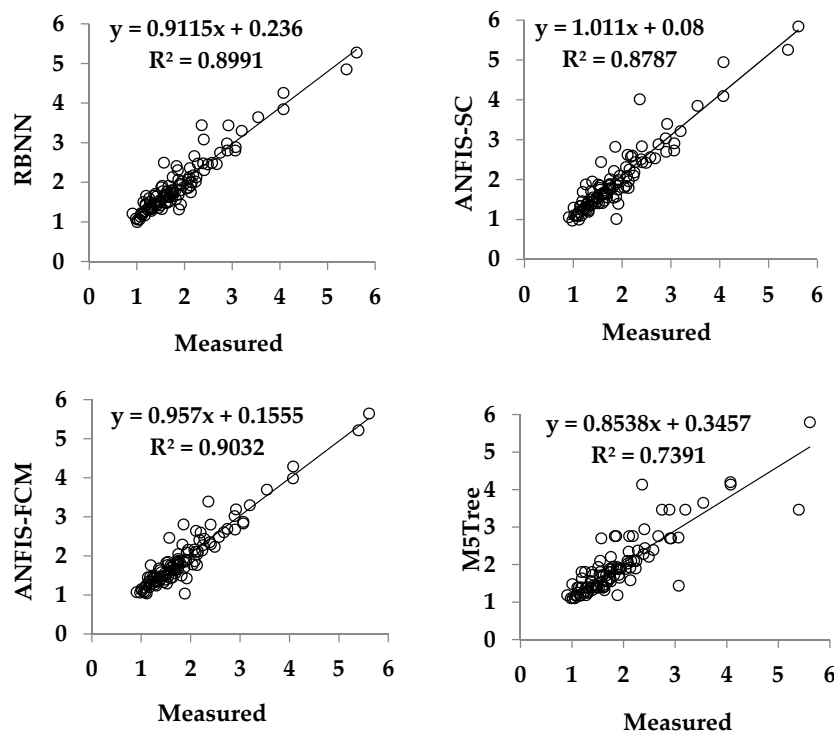 y = 0.9115x + 0.236
R² = 0.8991
6
5
4
3
2
1
0
RBNN
0 1 2 3 4 5 6
Measured
y = 1.011x + 0.08
R² = 0.8787
6
5
4
3
2
1
0
ANFIS-SC
0 1 2 3 4 5 6
Measured
y = 0.957x + 0.1555
R² = 0.9032
6
5
4
3
2
1
0
ANFIS-FCM
0 1 2 3 4 5 6
Measured
y = 0.8538x + 0.3457
R² = 0.7391
6
5
4
3
2
1
0
M5Tree
0 1 2 3 4 5 6
Measured